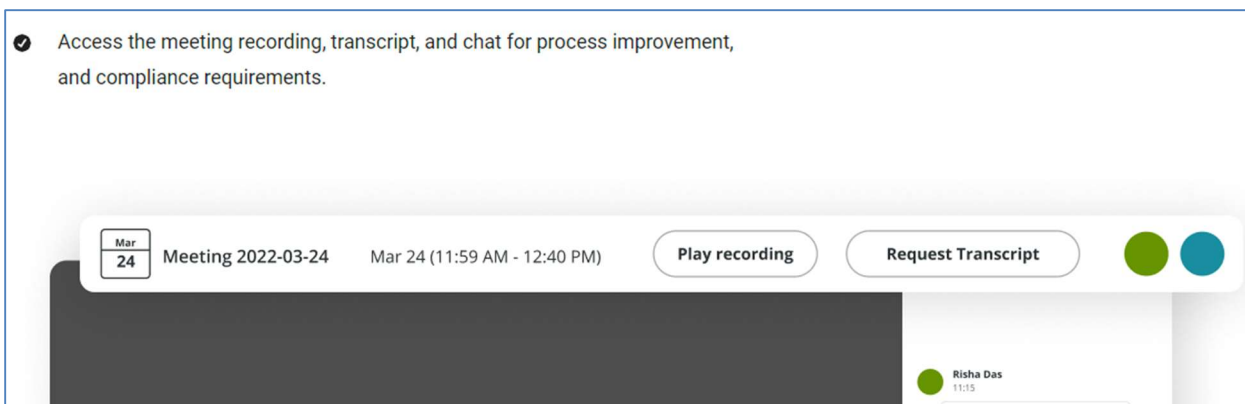 Access the meeting recording, transcript, and chat for process improvement,
and compliance requirements.
Mar
24
Meeting 2022-03-24
Mar 24 (11:59 AM - 12:40 PM)
Play recording
Request Transcript
Risha Das
11:15